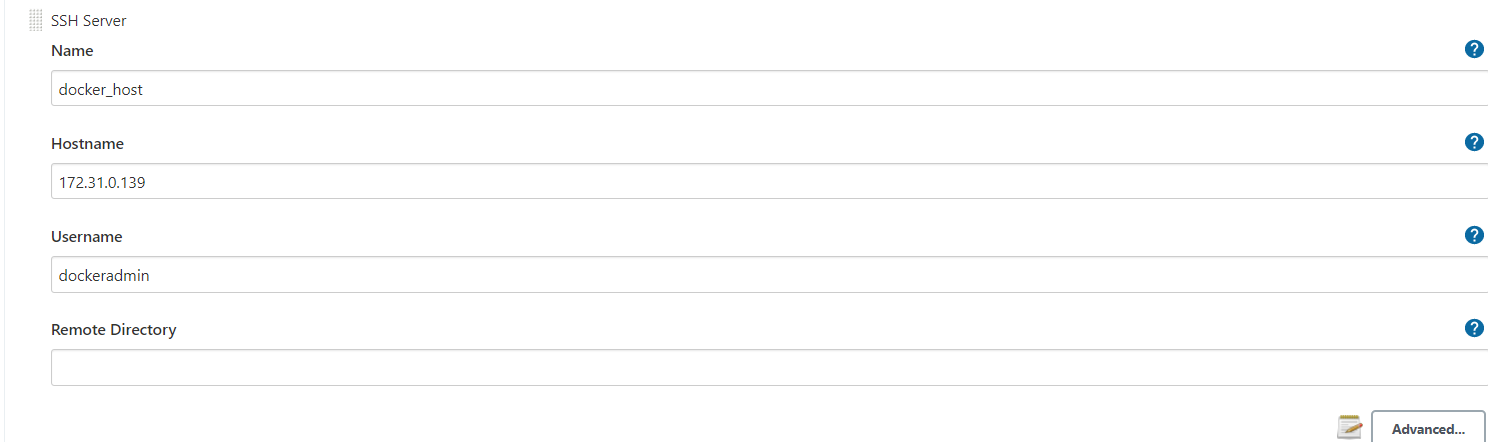 SSH Server
Name
?
docker_host
Hostname
?
172.31.0.139
Username
?
dockeradmin
Remote Directory
?
Advanced...